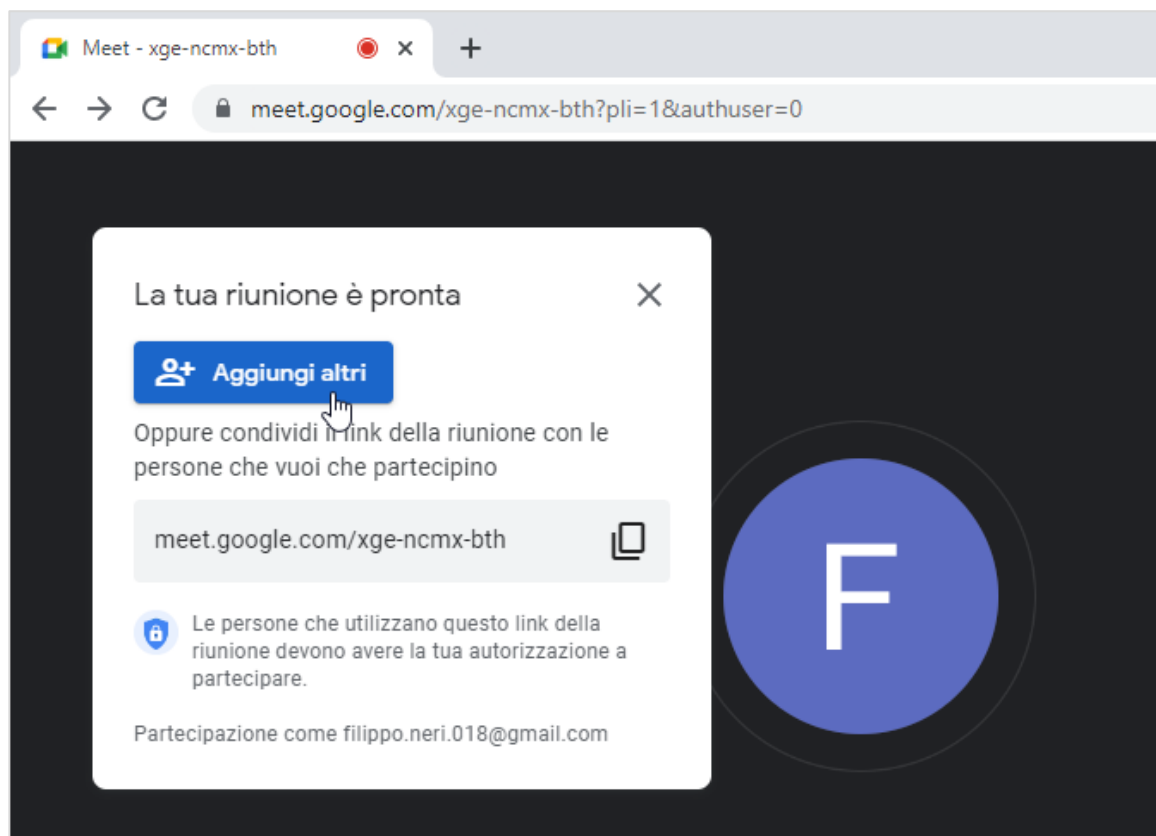 Meet - xge-ncmx-bth
meet.google.com/xge-ncmx-bth?pli=1&authuser=0
La tua riunione è pronta
Aggiungi altri
Oppure condividi il link della riunione con le
persone che vuoi che partecipino
meet.google.com/xge-ncmx-bth
Le persone che utilizzano questo link della
riunione devono avere la tua autorizzazione a
partecipare.
Partecipazione come filippo.neri.018@gmail.com
F